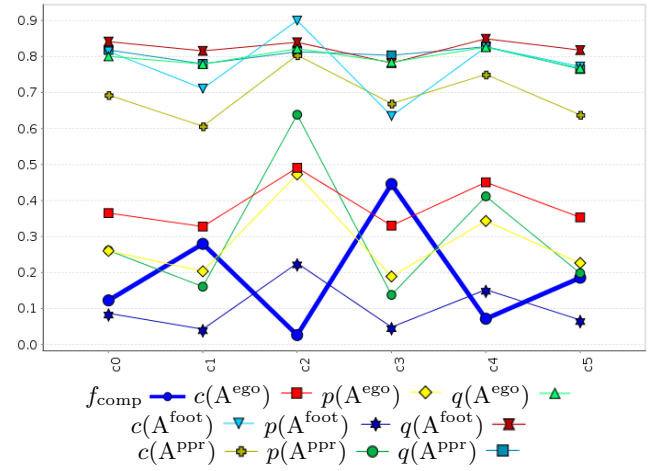 0.9
0.8
0.7
0.6
0.5
0.4
0.3
0.2
0.1
0.0
c0 c1 c2 c3 c4 c5
f_comp c(A^ego) p(A^ego) q(A^ego)
c(A^foot) p(A^foot) q(A^foot)
c(A^ppr) p(A^ppr) q(A^ppr)